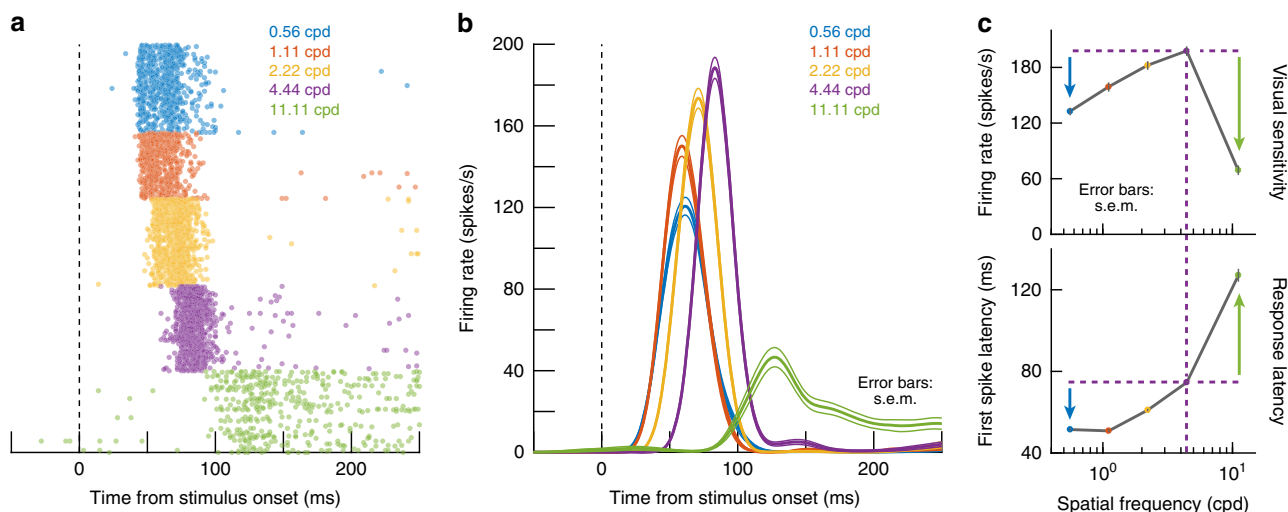 a
0.56 cpd
1.11 cpd
2.22 cpd
4.44 cpd
11.11 cpd
0
100
200
Time from stimulus onset (ms)
b
0.56 cpd
1.11 cpd
2.22 cpd
4.44 cpd
11.11 cpd
200
160
120
80
40
0
Firing rate (spikes/s)
Error bars:
s.e.m.
0
100
200
Time from stimulus onset (ms)
c
180
120
60
0
Firing rate (spikes/s)
Error bars:
s.e.m.
Visual sensitivity
120
80
40
First spike latency (ms)
Response latency
10⁰
10¹
Spatial frequency (cpd)